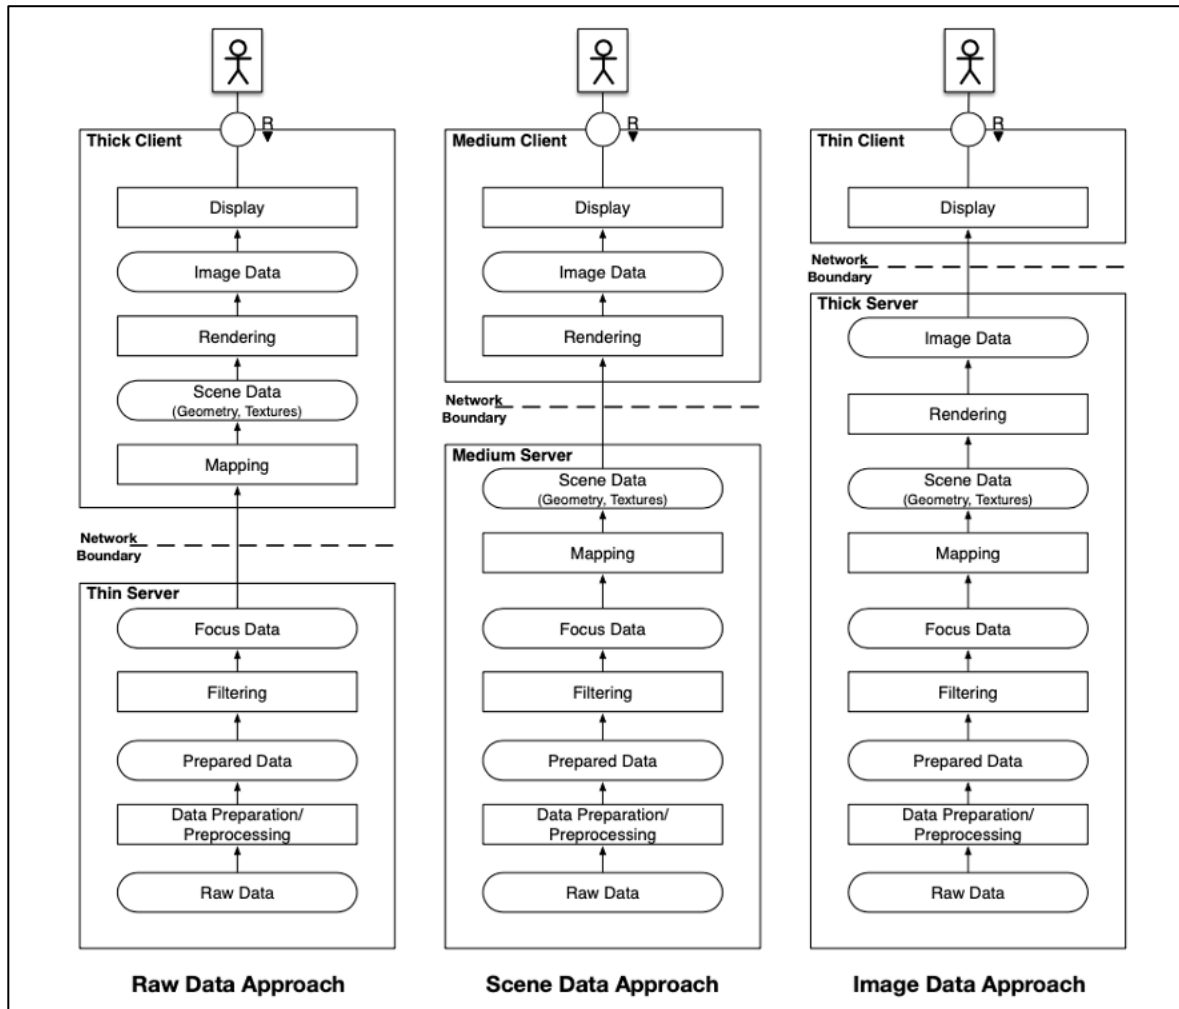 R
Thick Client
Display
Image Data
Rendering
Scene Data
(Geometry, Textures)
Mapping
Network
Boundary
Thin Server
Focus Data
Filtering
Prepared Data
Data Preparation/
Preprocessing
Raw Data
Raw Data Approach
R
Medium Client
Display
Image Data
Rendering
Network
Boundary
Medium Server
Scene Data
(Geometry, Textures)
Mapping
Focus Data
Filtering
Prepared Data
Data Preparation/
Preprocessing
Raw Data
Scene Data Approach
R
Thin Client
Display
Network
Boundary
Thick Server
Image Data
Rendering
Scene Data
(Geometry, Textures)
Mapping
Focus Data
Filtering
Prepared Data
Data Preparation/
Preprocessing
Raw Data
Image Data Approach